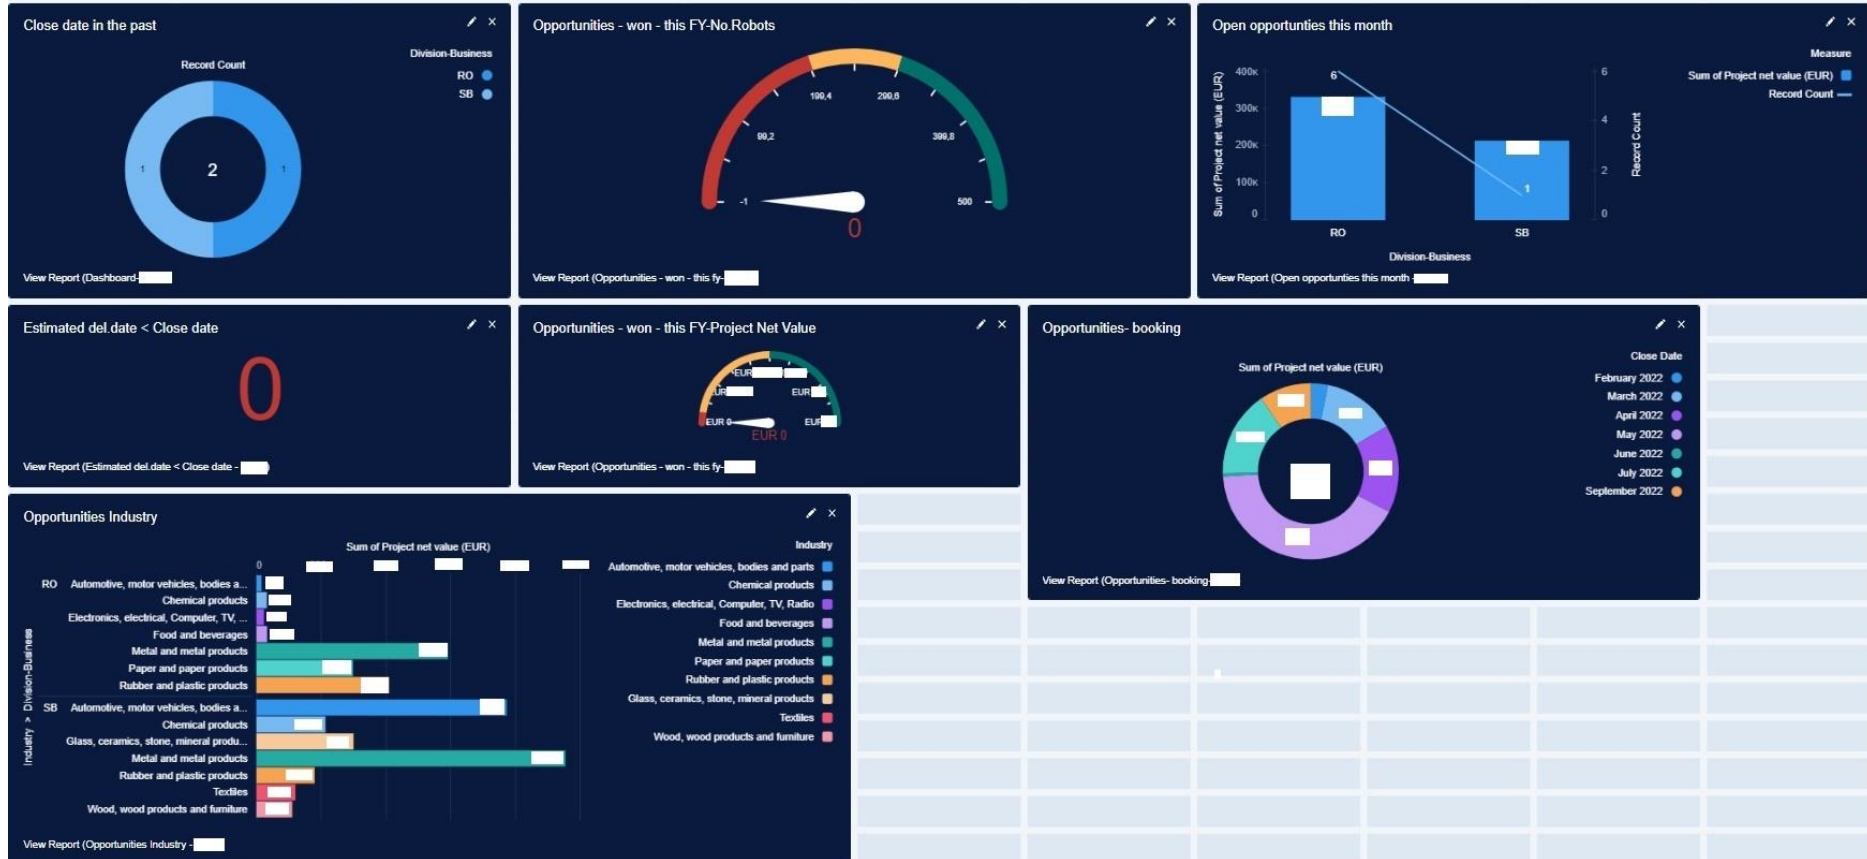 Close date in the past
Record Count
Division-Business
RO
SB
1
2
1
View Report (Dashboard-
Opportunities - won - this FY-No.Robots
-1
99,2
199,4
299,6
399,8
500
0
View Report (Opportunities - won - this fy-
Open opportunties this month
Measure
Sum of Project net value (EUR)
Record Count
Sum of Project net value (EUR)
400K
300K
200K
100K
0
6
1
6
4
2
0
Record Count
RO
SB
Division-Business
View Report (Open opportunties this month -
Estimated del.date < Close date
0
View Report (Estimated del.date < Close date -
Opportunities - won - this FY-Project Net Value
EUR
EUR
EUR
EUR 0
EUR
EUR 0
View Report (Opportunities - won - this fy-
Opportunities- booking
Sum of Project net value (EUR)
Close Date
February 2022
March 2022
April 2022
May 2022
June 2022
July 2022
September 2022
View Report (Opportunities- booking-
Opportunities Industry
Sum of Project net value (EUR)
0
Industry > Division-Business
RO
Automotive, motor vehicles, bodies a...
Chemical products
Electronics, electrical, Computer, TV, ...
Food and beverages
Metal and metal products
Paper and paper products
Rubber and plastic products
SB
Automotive, motor vehicles, bodies a...
Chemical products
Glass, ceramics, stone, mineral produ...
Metal and metal products
Rubber and plastic products
Textiles
Wood, wood products and furniture
Industry
Automotive, motor vehicles, bodies and parts
Chemical products
Electronics, electrical, Computer, TV, Radio
Food and beverages
Metal and metal products
Paper and paper products
Rubber and plastic products
Glass, ceramics, stone, mineral products
Textiles
Wood, wood products and furniture
View Report (Opportunities Industry -